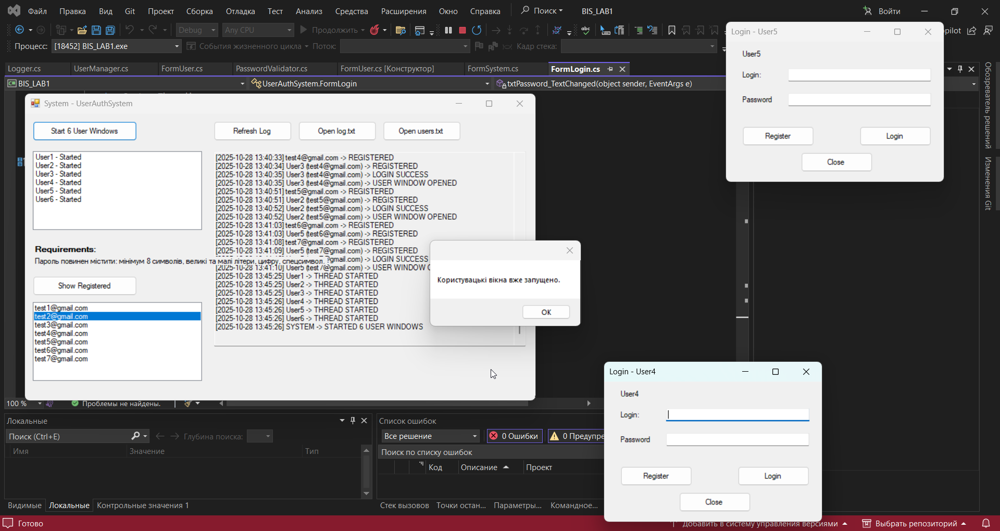 Файл Правка Вид Git Проект Сборка Отладка Тест Анализ Средства Расширения Окно Справка Поиск BIS_LAB1 Войти
Debug Any CPU Продолжить pilot
Процесс: [18452] BIS_LAB1.exe События жизненного цикла Поток: Кадр стека:
Logger.cs UserManager.cs FormUser.cs PasswordValidator.cs FormUser.cs [Конструктор] FormSystem.cs FormLogin.cs
C# BIS_LAB1 UserAuthSystem.FormLogin txtPassword_TextChanged(object sender, EventArgs e)
Обозреватель решений
Изменения Git
System - UserAuthSystem
Start 6 User Windows Refresh Log Open log.txt Open users.txt
User1 - Started
User2 - Started
User3 - Started
User4 - Started
User5 - Started
User6 - Started
Requirements:
Пароль повинен містити: мінімум 8 символів, великі та малі літери, цифру, спецсимвол.
Show Registered
test1@gmail.com
test2@gmail.com
test3@gmail.com
test4@gmail.com
test5@gmail.com
test6@gmail.com
test7@gmail.com
[2025-10-28 13:40:33] test4@gmail.com -> REGISTERED
[2025-10-28 13:40:34] User3 (test4@gmail.com) -> REGISTERED
[2025-10-28 13:40:35] User3 (test4@gmail.com) -> LOGIN SUCCESS
[2025-10-28 13:40:35] User3 (test4@gmail.com) -> USER WINDOW OPENED
[2025-10-28 13:40:51] test5@gmail.com -> REGISTERED
[2025-10-28 13:40:51] User2 (test5@gmail.com) -> REGISTERED
[2025-10-28 13:40:52] User2 (test5@gmail.com) -> LOGIN SUCCESS
[2025-10-28 13:40:52] User2 (test5@gmail.com) -> USER WINDOW OPENED
[2025-10-28 13:41:03] test6@gmail.com -> REGISTERED
[2025-10-28 13:41:03] User5 (test6@gmail.com) -> REGISTERED
[2025-10-28 13:41:08] test7@gmail.com -> REGISTERED
[2025-10-28 13:41:09] User5 (test7@gmail.com) -> REGISTERED
@gmail.com) -> LOGIN SUCCESS
[2025-10-28 13:41:10] User5 (test7@gmail.com) -> USER WINDOW
[2025-10-28 13:45:25] User1 -> THREAD STARTED
[2025-10-28 13:45:25] User2 -> THREAD STARTED
[2025-10-28 13:45:25] User3 -> THREAD STARTED
[2025-10-28 13:45:26] User4 -> THREAD STARTED
[2025-10-28 13:45:26] User5 -> THREAD STARTED
[2025-10-28 13:45:26] User6 -> THREAD STARTED
[2025-10-28 13:45:26] SYSTEM -> STARTED 6 USER WINDOWS
Користувацькі вікна вже запущено.
OK
Login - User5
User5
Login:
Password
Register Login
Close
Login - User4
User4
Login:
Password
Register Login
Close
100 % Проблемы не найдены.
Локальные
Поиск (Ctrl+E) Глубина поиска:
Имя Значение Тип
Видимые Локальные Контрольные значения 1
Список ошибок
Все решение 0 Ошибки 0 Предупре
Поиск по списку ошибок
Код Описание Проект
Стек вызовов Точки остан... Параметры... Командное...
Готово Добавить в систему управления версиями Выбрать репозиторий